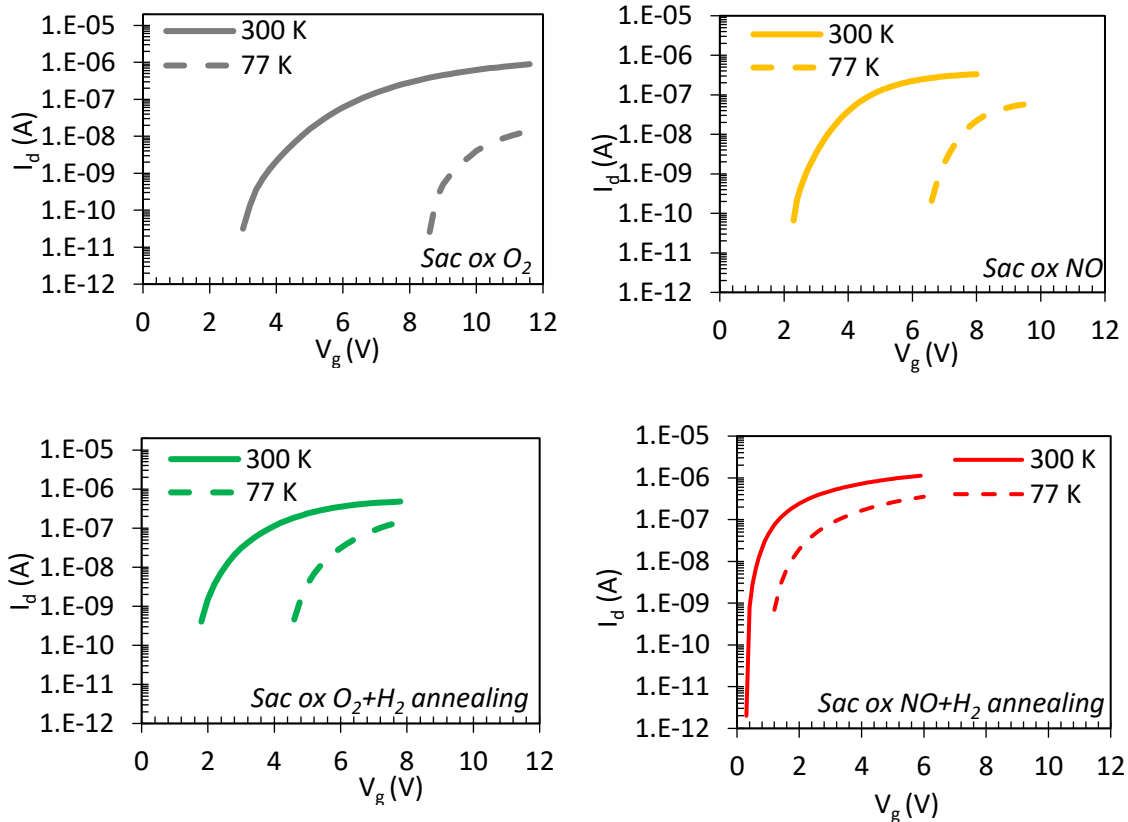 1.E-05
1.E-06
1.E-07
1.E-08
1.E-09
1.E-10
1.E-11
1.E-12
I_d (A)
300 K
77 K
Sac ox O₂
0 2 4 6 8 10 12
V_g (V)
1.E-05
1.E-06
1.E-07
1.E-08
1.E-09
1.E-10
1.E-11
1.E-12
I_d (A)
300 K
77 K
Sac ox NO
0 2 4 6 8 10 12
V_g (V)
1.E-05
1.E-06
1.E-07
1.E-08
1.E-09
1.E-10
1.E-11
1.E-12
I_d (A)
300 K
77 K
Sac ox O₂+H₂ annealing
0 2 4 6 8 10 12
V_g (V)
1.E-05
1.E-06
1.E-07
1.E-08
1.E-09
1.E-10
1.E-11
1.E-12
I_d (A)
300 K
77 K
Sac ox NO+H₂ annealing
0 2 4 6 8 10 12
V_g (V)